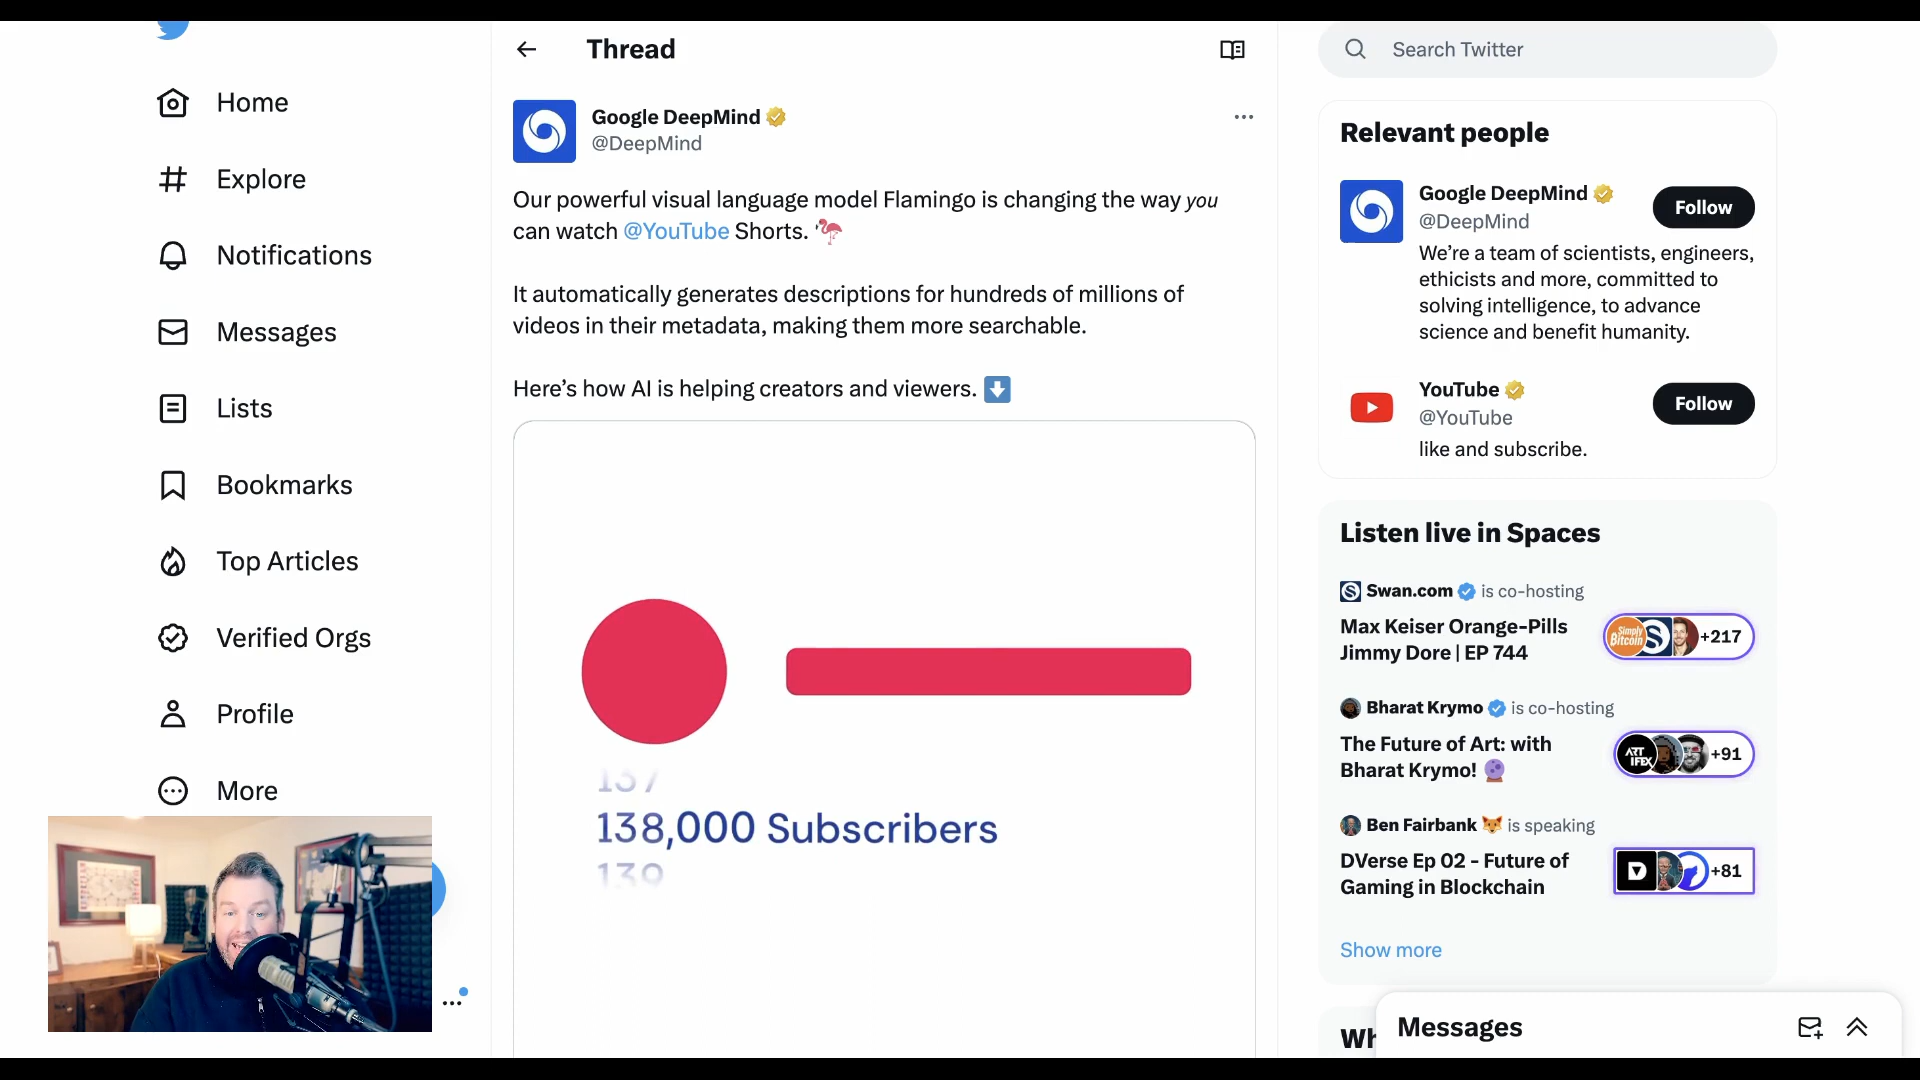 Home
Explore
Notifications
Messages
Lists
Bookmarks
Top Articles
Verified Orgs
Profile
More
Thread
Google DeepMind
@DeepMind
Our powerful visual language model Flamingo is changing the way you
can watch @YouTube Shorts. 🦩
It automatically generates descriptions for hundreds of millions of
videos in their metadata, making them more searchable.
Here’s how AI is helping creators and viewers. ⬇️
137
138,000 Subscribers
139
Search Twitter
Relevant people
Google DeepMind
@DeepMind
Follow
We’re a team of scientists, engineers,
ethicists and more, committed to
solving intelligence, to advance
science and benefit humanity.
YouTube
@YouTube
Follow
like and subscribe.
Listen live in Spaces
Swan.com is co-hosting
Max Keiser Orange-Pills
Jimmy Dore | EP 744
Simply
Bitcoin
+217
Bharat Krymo is co-hosting
The Future of Art: with
Bharat Krymo! 🔮
ART
IFEX
+91
Ben Fairbank 🦊 is speaking
DVerse Ep 02 - Future of
Gaming in Blockchain
+81
Show more
Messages